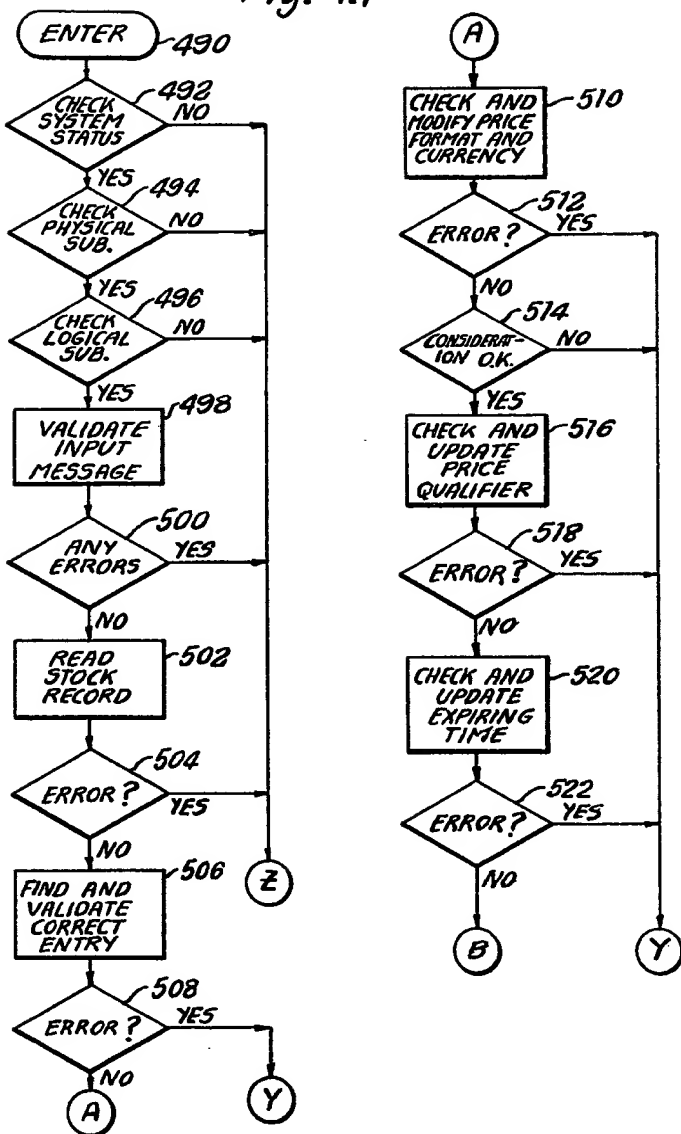 ENTER
490
492
CHECK
SYSTEM
STATUS
NO
YES
494
CHECK
PHYSICAL
SUB.
NO
YES
496
CHECK
LOGICAL
SUB.
NO
YES
498
VALIDATE
INPUT
MESSAGE
500
ANY
ERRORS
YES
NO
READ
STOCK
RECORD
502
504
ERROR?
YES
NO
506
FIND AND
VALIDATE
CORRECT
ENTRY
Z
508
ERROR?
YES
NO
A
Y
A
CHECK AND
MODIFY PRICE
FORMAT AND
CURRENCY
510
512
ERROR?
YES
NO
514
CONSIDERAT-
ION O.K.
NO
YES
CHECK AND
UPDATE
PRICE
QUALIFIER
516
518
ERROR?
YES
NO
CHECK AND
UPDATE
EXPIRING
TIME
520
522
ERROR?
YES
NO
B
Y